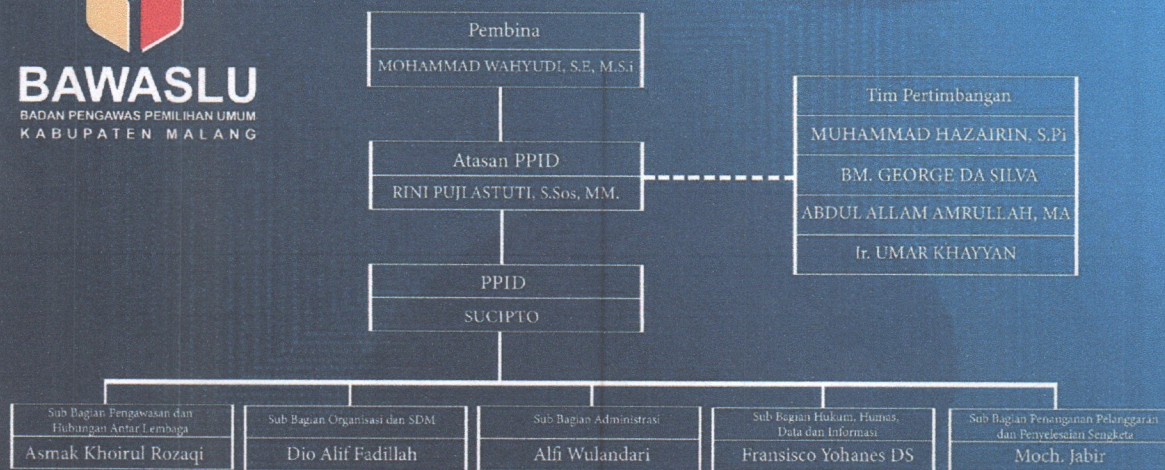 BAWASLU
BADAN PENGAWAS PEMILIHAN UMUM
KABUPATEN MALANG
Pembina
MOHAMMAD WAHYUDI, S.E, M.S.i
Atasan PPID
RINI PUJI ASTUTI, S.Sos, MM.
Tim Pertimbangan
MUHAMMAD HAZAIRIN, S.Pi
BM. GEORGE DA SILVA
ABDUL ALLAM AMRULLAH, MA
Ir. UMAR KHAYYAN
PPID
SUCIPTO
Sub Bagian Pengawasan dan
Hubungan Antar Lembaga
Asmak Khoirul Rozaqi
Sub Bagian Organisasi dan SDM
Dio Alif Fadillah
Sub Bagian Administrasi
Alfi Wulandari
Sub Bagian Hukum, Humas,
Data dan Informasi
Fransisco Yohanes DS
Sub Bagian Penanganan Pelanggaran
dan Penyelesaian Sengketa
Moch. Jabir